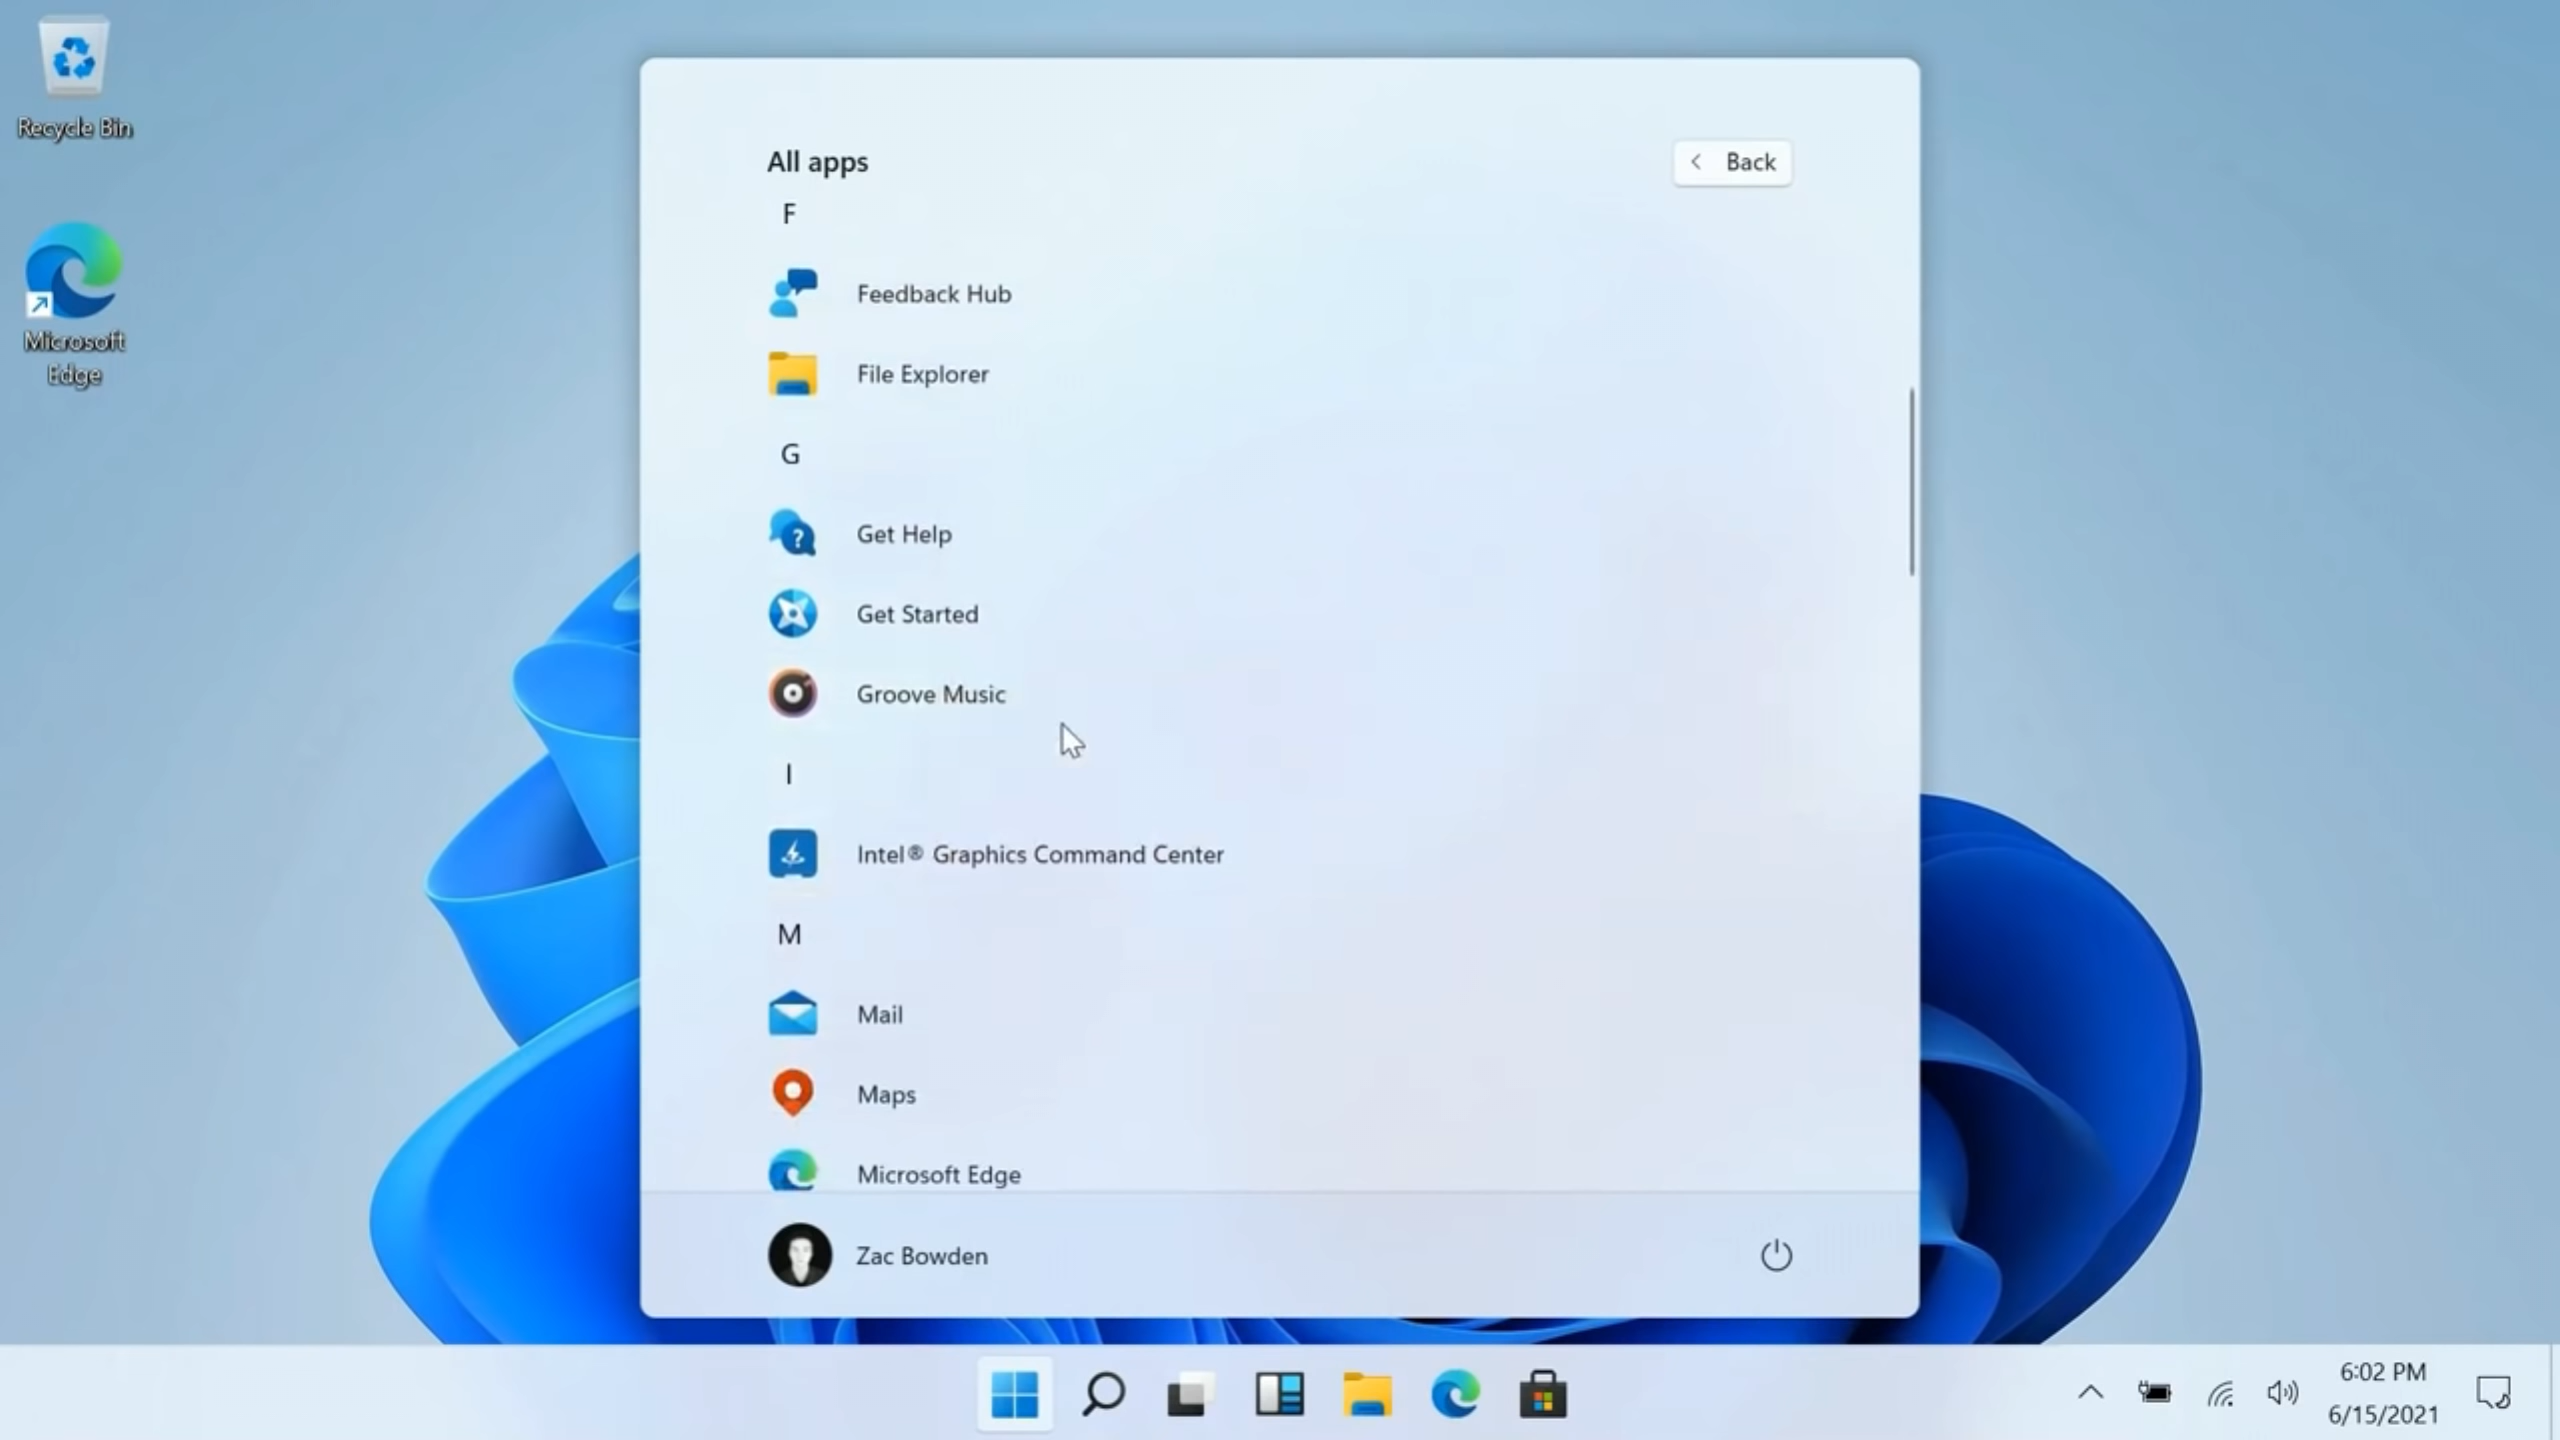 Recycle Bin
Microsoft
Edge
All apps
Back
F
Feedback Hub
File Explorer
G
Get Help
Get Started
Groove Music
I
Intel® Graphics Command Center
M
Mail
Maps
Microsoft Edge
Zac Bowden
6:02 PM
6/15/2021